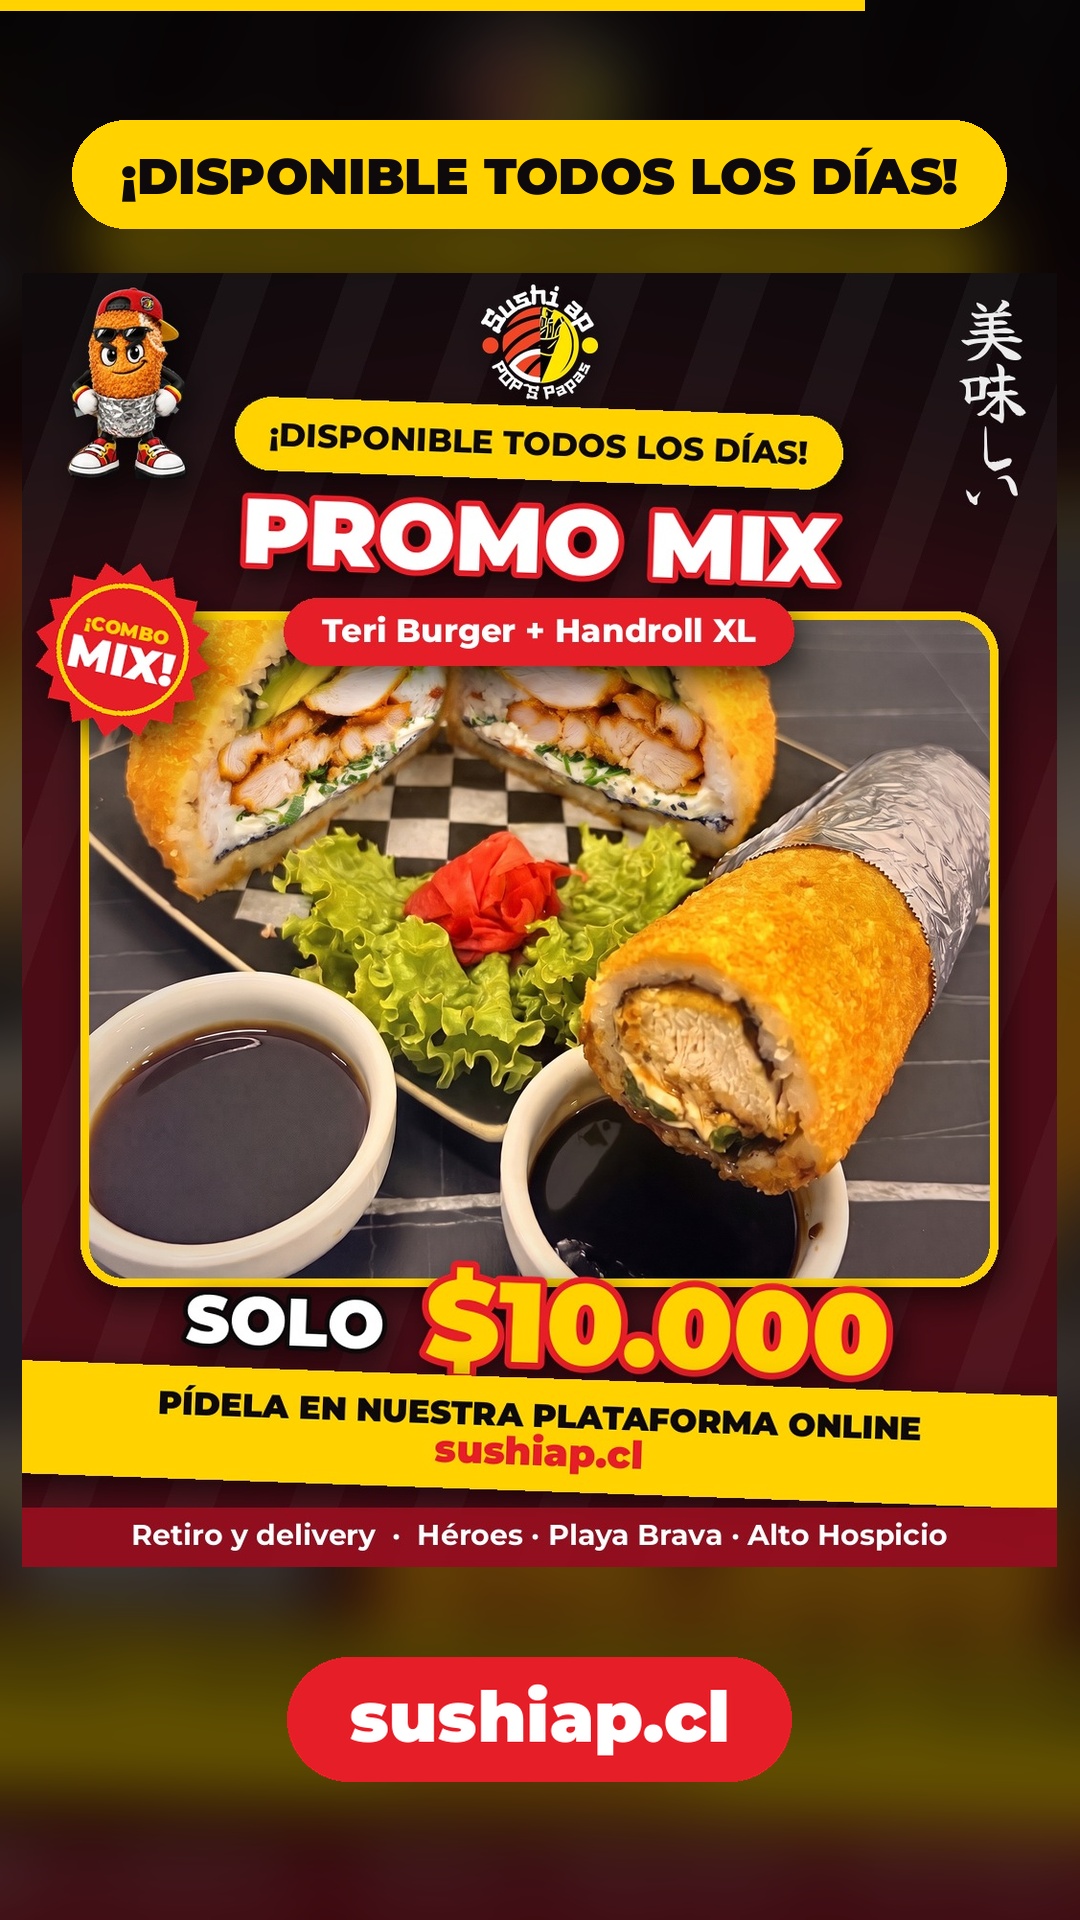 ¡DISPONIBLE TODOS LOS DÍAS!
Sushi ap
POP'S Papas
美味しい
¡DISPONIBLE TODOS LOS DÍAS!
PROMO MIX
¡COMBO
MIX!
Teri Burger + Handroll XL
SOLO $10.000
PÍDELA EN NUESTRA PLATAFORMA ONLINE
sushiap.cl
Retiro y delivery · Héroes · Playa Brava · Alto Hospicio
sushiap.cl